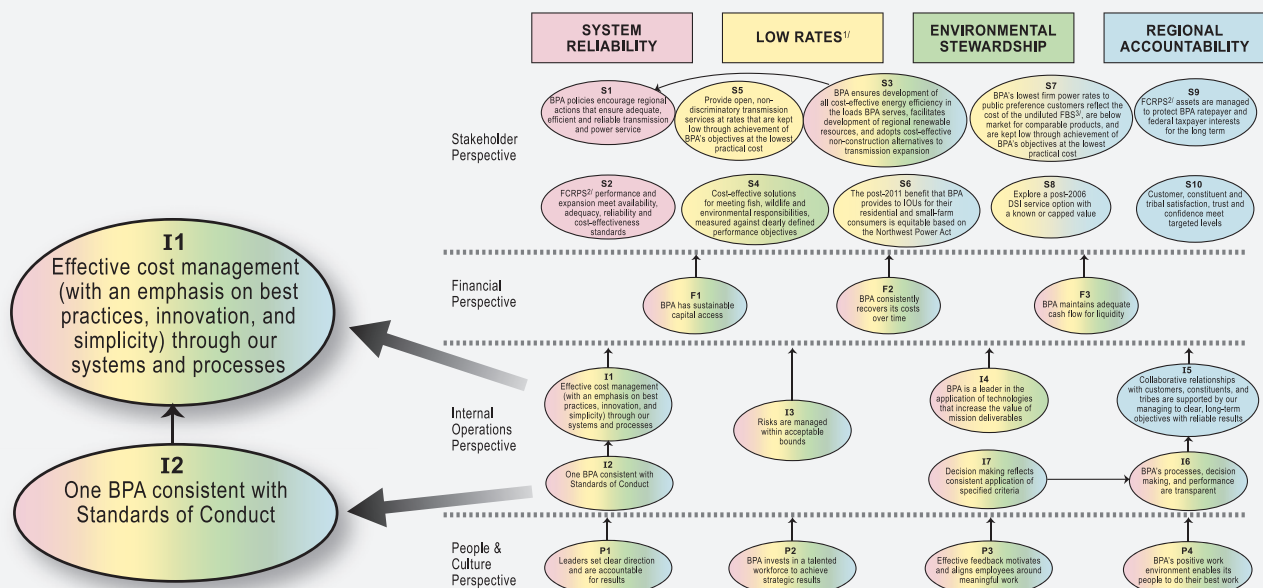 SYSTEM
RELIABILITY
LOW RATES1/
ENVIRONMENTAL
STEWARDSHIP
REGIONAL
ACCOUNTABILITY
Stakeholder
Perspective
S1
BPA policies encourage regional
actions that ensure adequate,
efficient and reliable transmission
and power service
S5
Provide open, non-
discriminatory transmission
services at rates that are kept
low through achievement of
BPA's objectives at the lowest
practical cost
S3
BPA ensures development of
all cost-effective energy efficiency in
the loads BPA serves, facilitates
development of regional renewable
resources, and adopts cost-effective
non-construction alternatives to
transmission expansion
S7
BPA's lowest firm power rates to
public preference customers reflect the
cost of the undiluted FBS3/, are below
market for comparable products, and
are kept low through achievement of
BPA's objectives at the lowest
practical cost
S9
FCRPS2/ assets are managed
to protect BPA ratepayer and
federal taxpayer interests
for the long term
S2
FCRPS2/ performance and
expansion meet availability,
adequacy, reliability and
cost-effectiveness
standards
S4
Cost-effective solutions
for meeting fish, wildlife and
environmental responsibilities,
measured against clearly defined
performance objectives
S6
The post-2011 benefit that BPA
provides to IOUs for their
residential and small-farm
consumers is equitable based on
the Northwest Power Act
S8
Explore a post-2006
DSI service option with
a known or capped value
S10
Customer, constituent and
tribal satisfaction, trust and
confidence meet
targeted levels
Financial
Perspective
F1
BPA has sustainable
capital access
F2
BPA consistently
recovers its costs
over time
F3
BPA maintains adequate
cash flow for liquidity
I1
Effective cost management
(with an emphasis on best
practices, innovation, and
simplicity) through our
systems and processes
I2
One BPA consistent with
Standards of Conduct
Internal
Operations
Perspective
I1
Effective cost management
(with an emphasis on best
practices, innovation, and
simplicity) through our
systems and processes
I2
One BPA consistent with
Standards of Conduct
I3
Risks are managed
within acceptable
bounds
I4
BPA is a leader in the
application of technologies
that increase the value of
mission deliverables
I5
Collaborative relationships
with customers, constituents, and
tribes are supported by our
managing to clear, long-term
objectives with reliable results
I7
Decision making reflects
consistent application of
specified criteria
I6
BPA's processes, decision
making, and performance
are transparent
People &
Culture
Perspective
P1
Leaders set clear direction
and are accountable
for results
P2
BPA invests in a talented
workforce to achieve
strategic results
P3
Effective feedback motivates
and aligns employees around
meaningful work
P4
BPA's positive work
environment enables its
people to do their best work